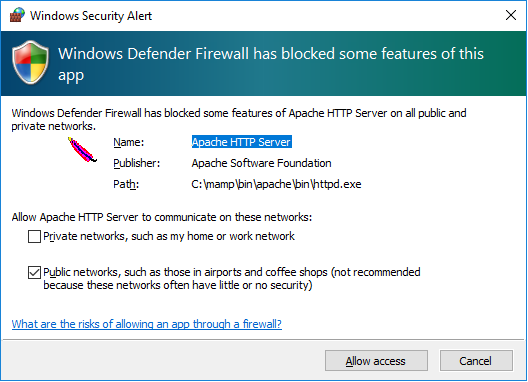 Windows Security Alert
Windows Defender Firewall has blocked some features of this
app
Windows Defender Firewall has blocked some features of Apache HTTP Server on all public and
private networks.
Name: Apache HTTP Server
Publisher: Apache Software Foundation
Path: C:\mamp\bin\apache\bin\httpd.exe
Allow Apache HTTP Server to communicate on these networks:
Private networks, such as my home or work network
Public networks, such as those in airports and coffee shops (not recommended
because these networks often have little or no security)
What are the risks of allowing an app through a firewall?
Allow access Cancel